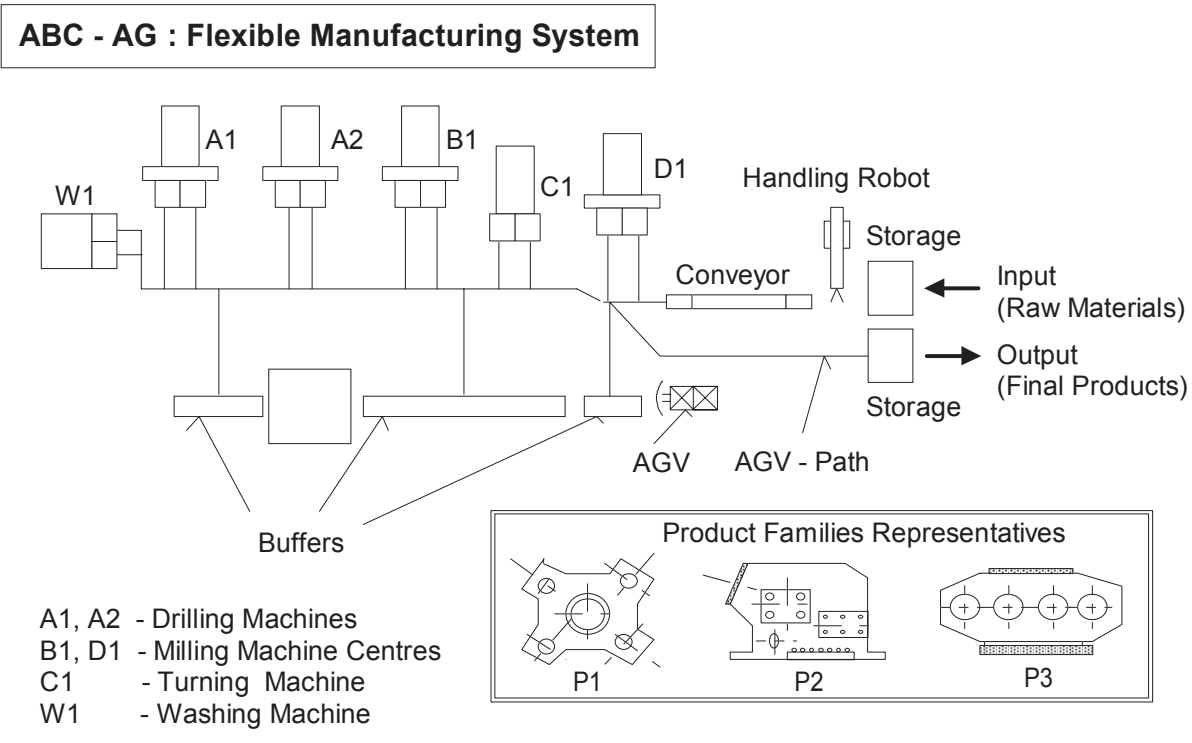 ABC - AG : Flexible Manufacturing System
A1
A2
B1
C1
D1
W1
Handling Robot
Storage
Conveyor
Input
(Raw Materials)
Output
(Final Products)
Storage
AGV
AGV - Path
Buffers
Product Families Representatives
P1
P2
P3
A1, A2 - Drilling Machines
B1, D1 - Milling Machine Centres
C1 - Turning Machine
W1 - Washing Machine